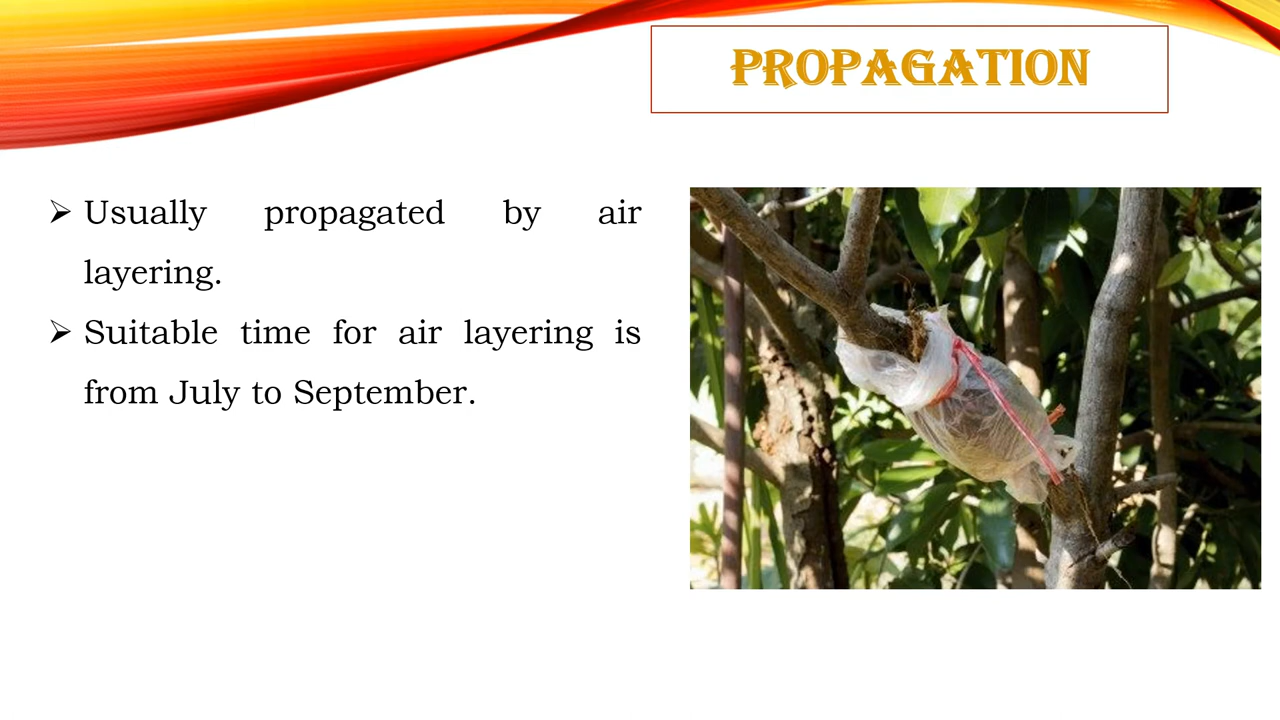 PROPAGATION
➢ Usually propagated by air
layering.
➢ Suitable time for air layering is
from July to September.